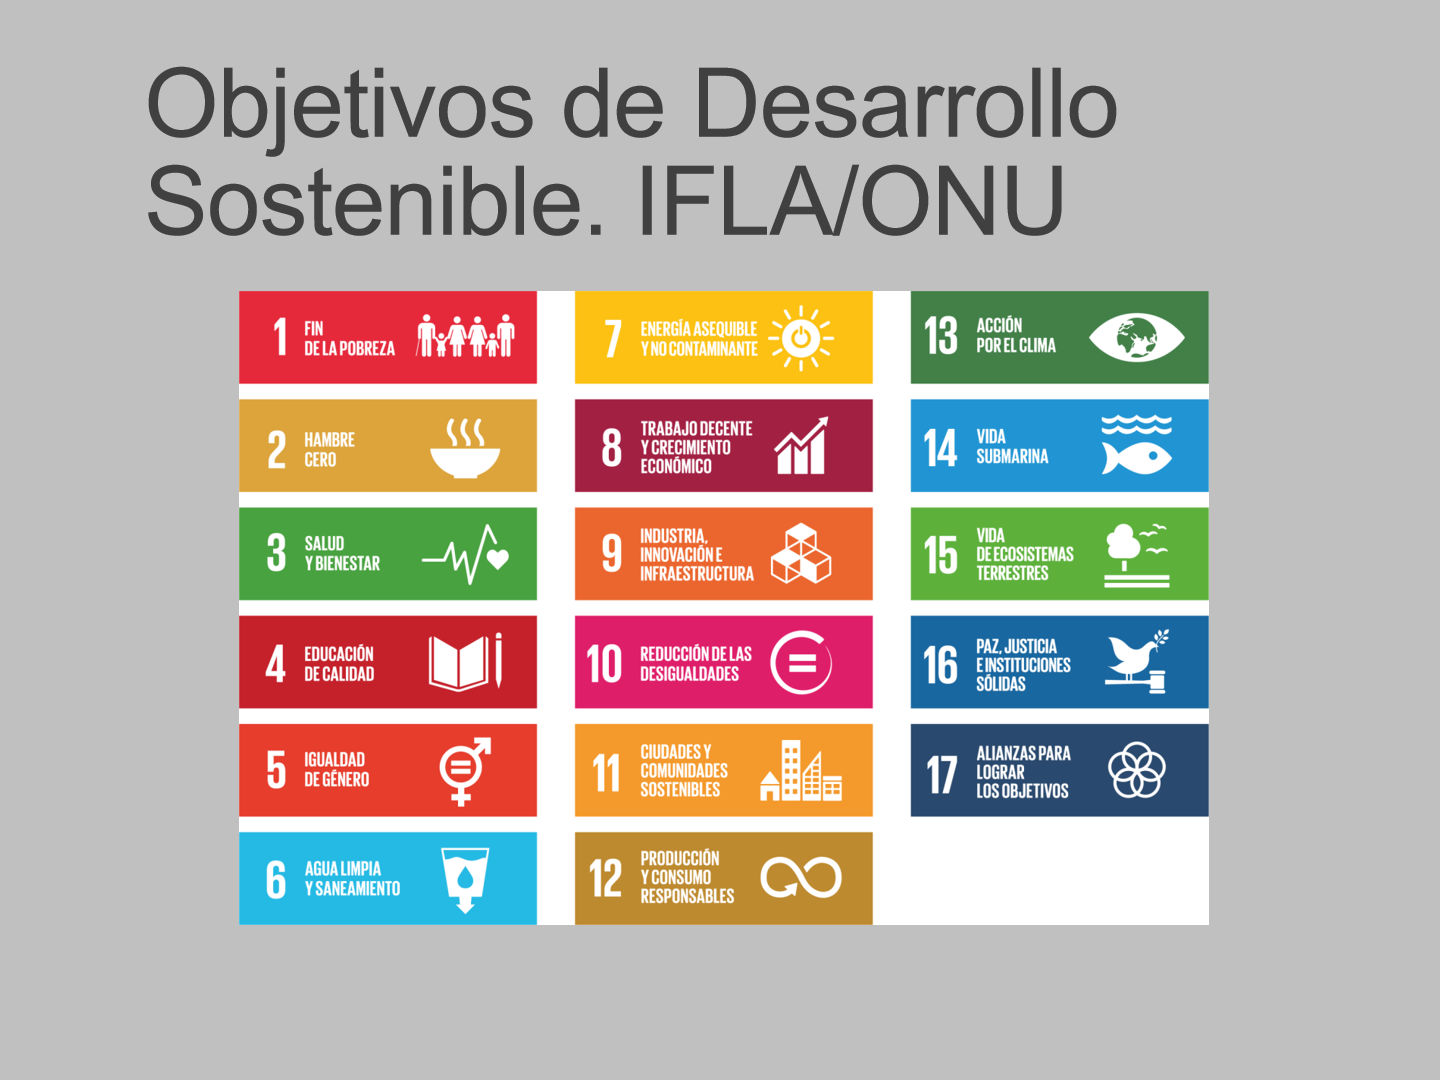 Objetivos de Desarrollo
Sostenible. IFLA/ONU
1
FIN
DE LA POBREZA
2
HAMBRE
CERO
3
SALUD
Y BIENESTAR
4
EDUCACIÓN
DE CALIDAD
5
IGUALDAD
DE GÉNERO
6
AGUA LIMPIA
Y SANEAMIENTO
7
ENERGÍA ASEQUIBLE
Y NO CONTAMINANTE
8
TRABAJO DECENTE
Y CRECIMIENTO
ECONÓMICO
9
INDUSTRIA,
INNOVACIÓN E
INFRAESTRUCTURA
10
REDUCCIÓN DE LAS
DESIGUALDADES
11
CIUDADES Y
COMUNIDADES
SOSTENIBLES
12
PRODUCCIÓN
Y CONSUMO
RESPONSABLES
13
ACCIÓN
POR EL CLIMA
14
VIDA
SUBMARINA
15
VIDA
DE ECOSISTEMAS
TERRESTRES
16
PAZ, JUSTICIA
E INSTITUCIONES
SÓLIDAS
17
ALIANZAS PARA
LOGRAR
LOS OBJETIVOS